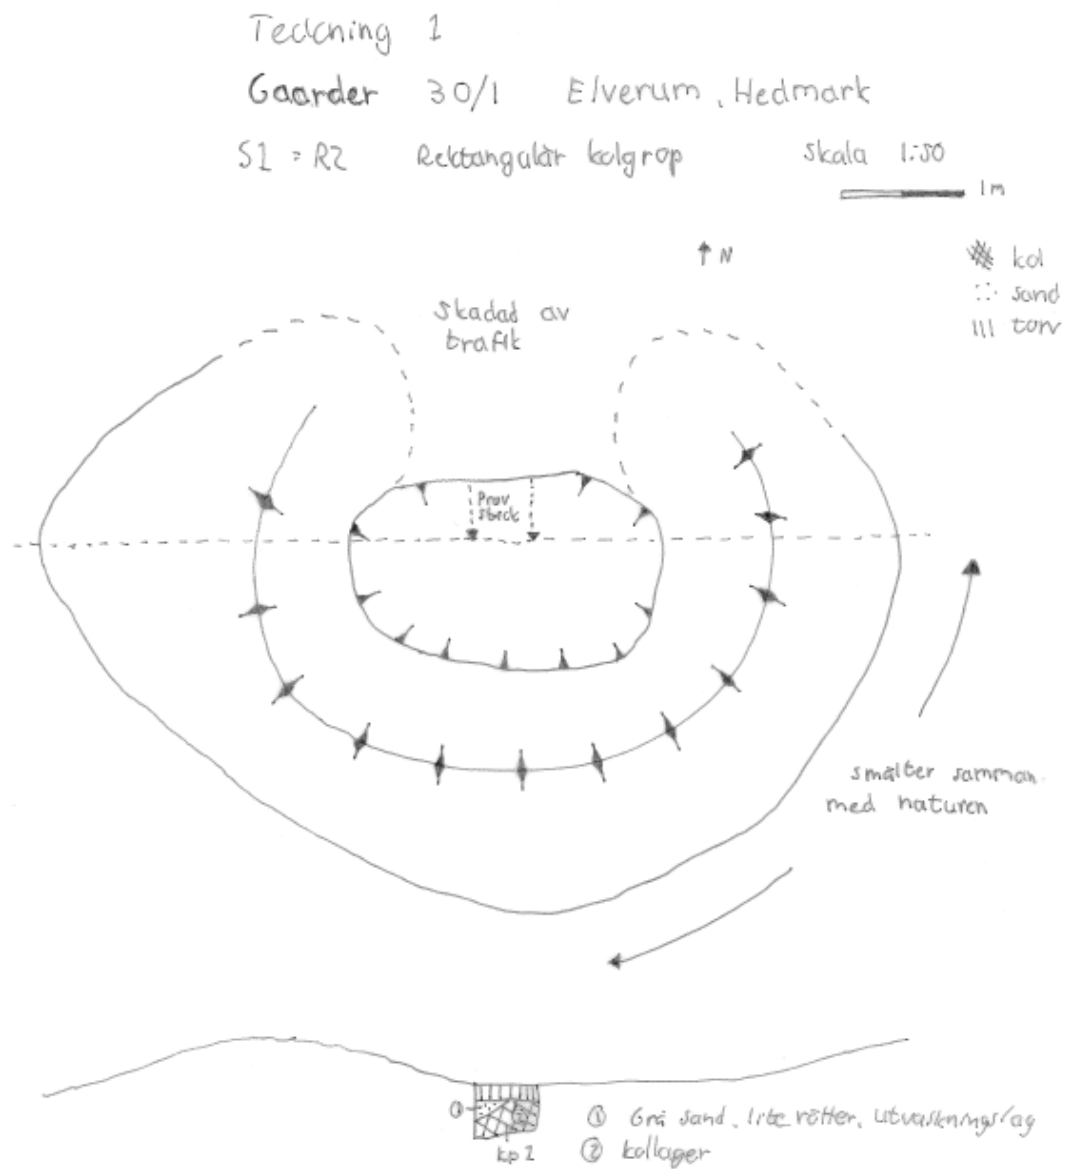 Teckning 1
Gaarder 30/1 Elverum, Hedmark
S1 = R2 Rektangulär kolgrop skala 1:50
1m
N
kol
sand
torv
skadad av
trafik
Prov
stick
smälter samman
med naturen
① Grå sand, lite rötter, utvaskningslag
② kollager
kp 1